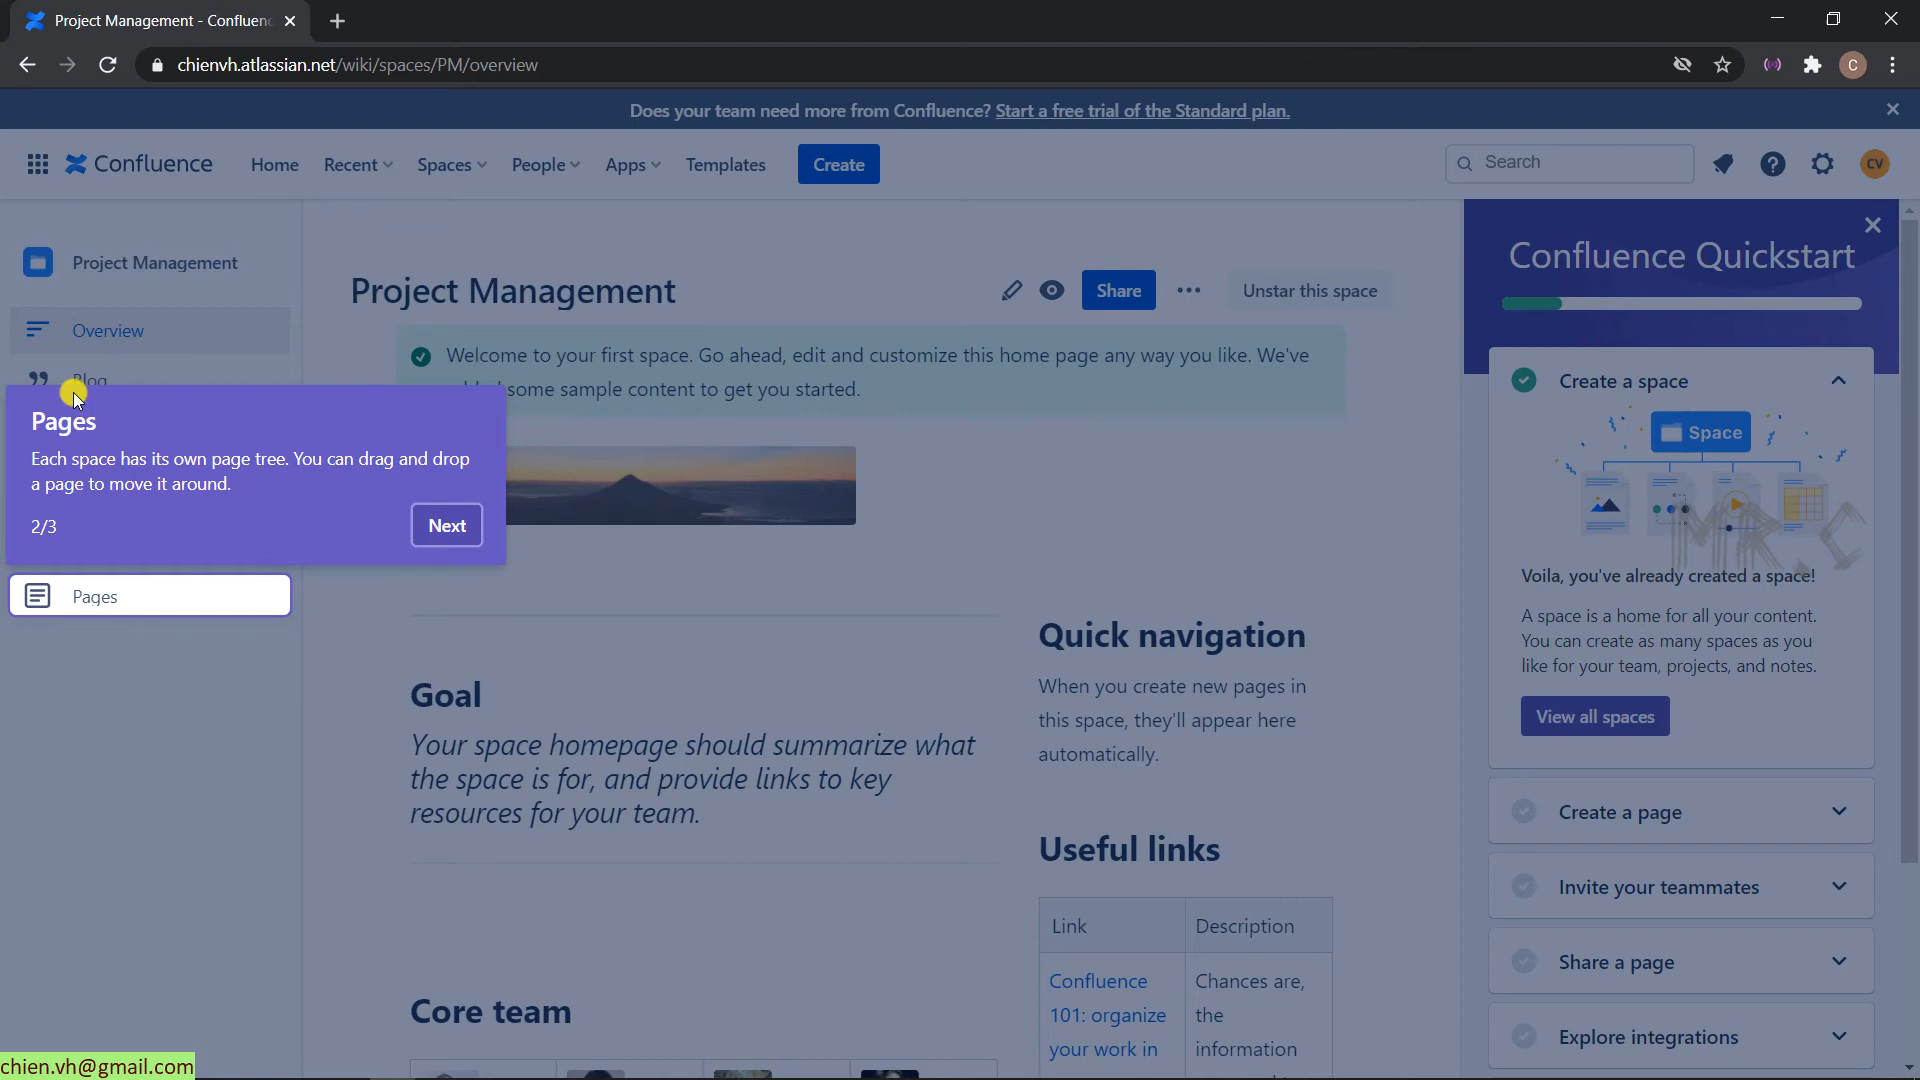 Project Management - Confluenc
chienvh.atlassian.net/wiki/spaces/PM/overview
C
Does your team need more from Confluence? Start a free trial of the Standard plan.
Confluence
Home
Recent
Spaces
People
Apps
Templates
Create
Search
CV
Project Management
Overview
Blog
Pages
Each space has its own page tree. You can drag and drop
a page to move it around.
2/3
Next
Pages
Project Management
Share
Unstar this space
Welcome to your first space. Go ahead, edit and customize this home page any way you like. We've
some sample content to get you started.
Goal
Your space homepage should summarize what
the space is for, and provide links to key
resources for your team.
Core team
Quick navigation
When you create new pages in
this space, they'll appear here
automatically.
Useful links
Link
Description
Confluence
101: organize
your work in
Chances are,
the
information
Confluence Quickstart
Create a space
Space
Voila, you've already created a space!
A space is a home for all your content.
You can create as many spaces as you
like for your team, projects, and notes.
View all spaces
Create a page
Invite your teammates
Share a page
Explore integrations
chien.vh@gmail.com